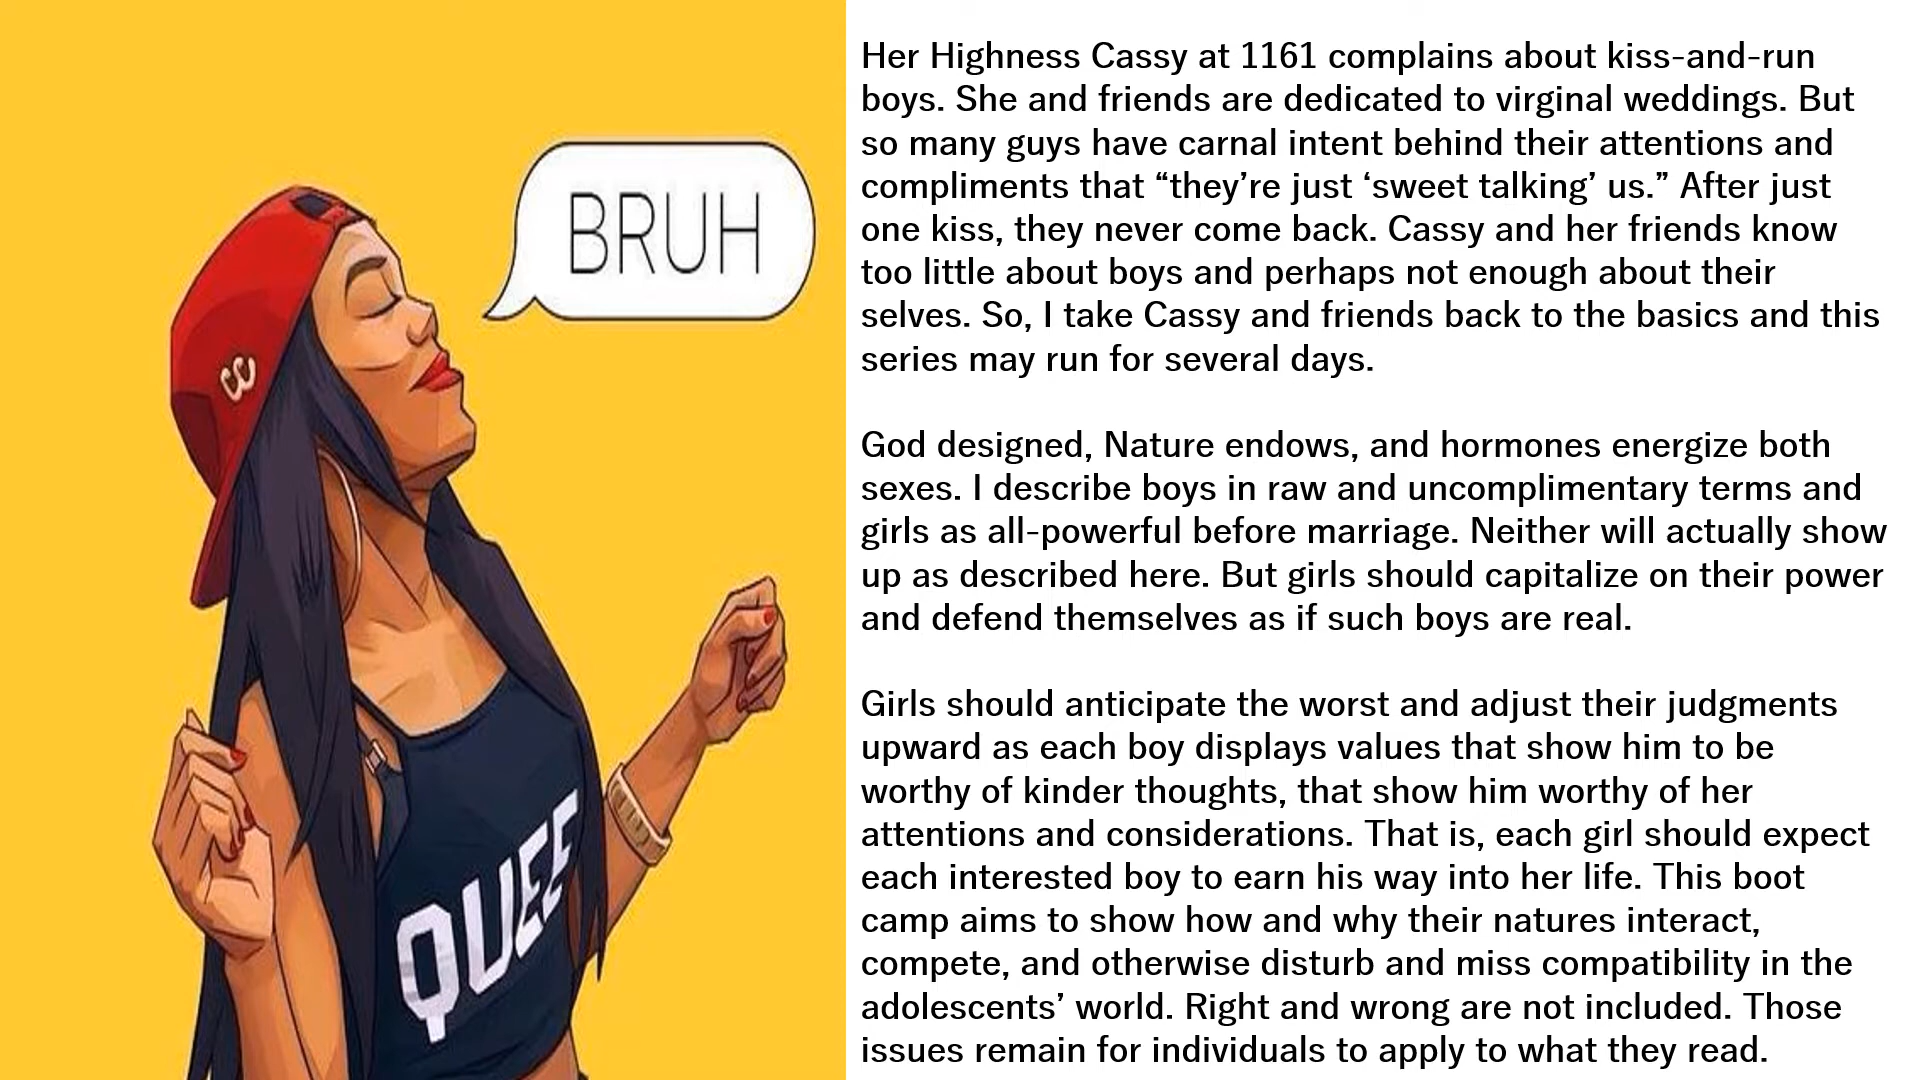 BRUH
QUEE
Her Highness Cassy at 1161 complains about kiss-and-run
boys. She and friends are dedicated to virginal weddings. But
so many guys have carnal intent behind their attentions and
compliments that “they’re just ‘sweet talking’ us.” After just
one kiss, they never come back. Cassy and her friends know
too little about boys and perhaps not enough about their
selves. So, I take Cassy and friends back to the basics and this
series may run for several days.
God designed, Nature endows, and hormones energize both
sexes. I describe boys in raw and uncomplimentary terms and
girls as all-powerful before marriage. Neither will actually show
up as described here. But girls should capitalize on their power
and defend themselves as if such boys are real.
Girls should anticipate the worst and adjust their judgments
upward as each boy displays values that show him to be
worthy of kinder thoughts, that show him worthy of her
attentions and considerations. That is, each girl should expect
each interested boy to earn his way into her life. This boot
camp aims to show how and why their natures interact,
compete, and otherwise disturb and miss compatibility in the
adolescents’ world. Right and wrong are not included. Those
issues remain for individuals to apply to what they read.